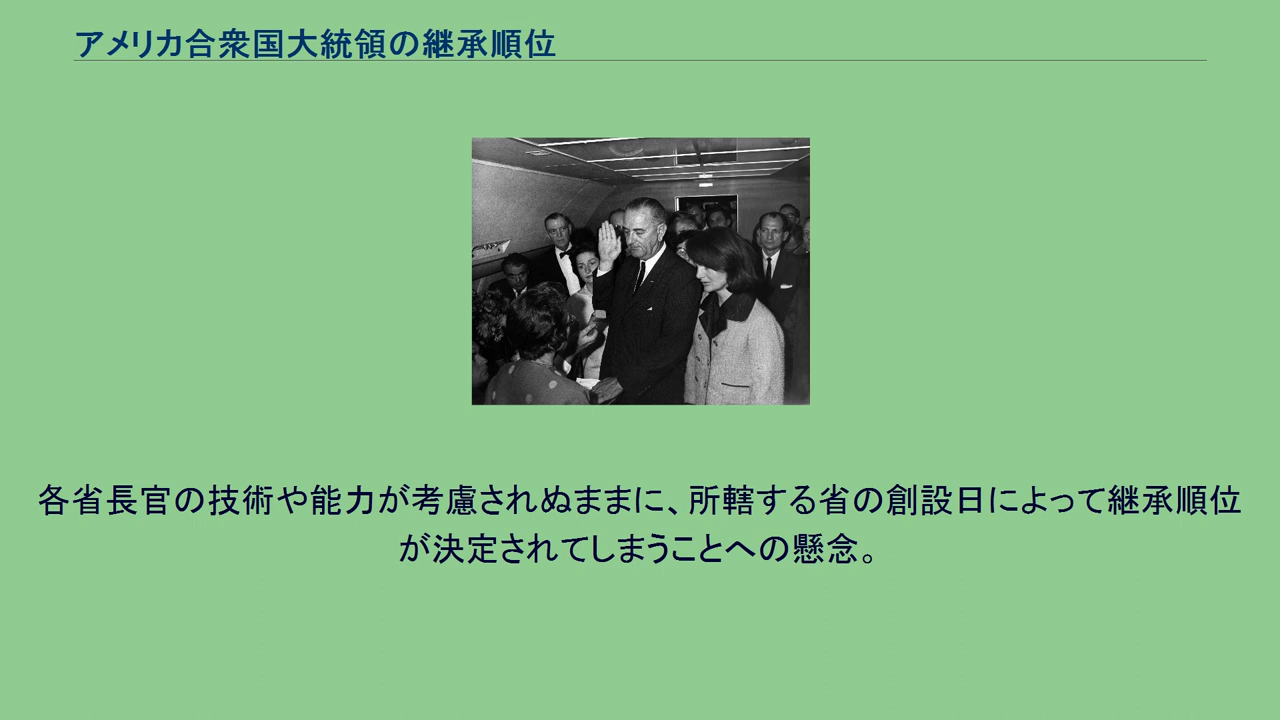 アメリカ合衆国大統領の継承順位
各省長官の技術や能力が考慮されぬままに、所轄する省の創設日によって継承順位
が決定されてしまうことへの懸念。